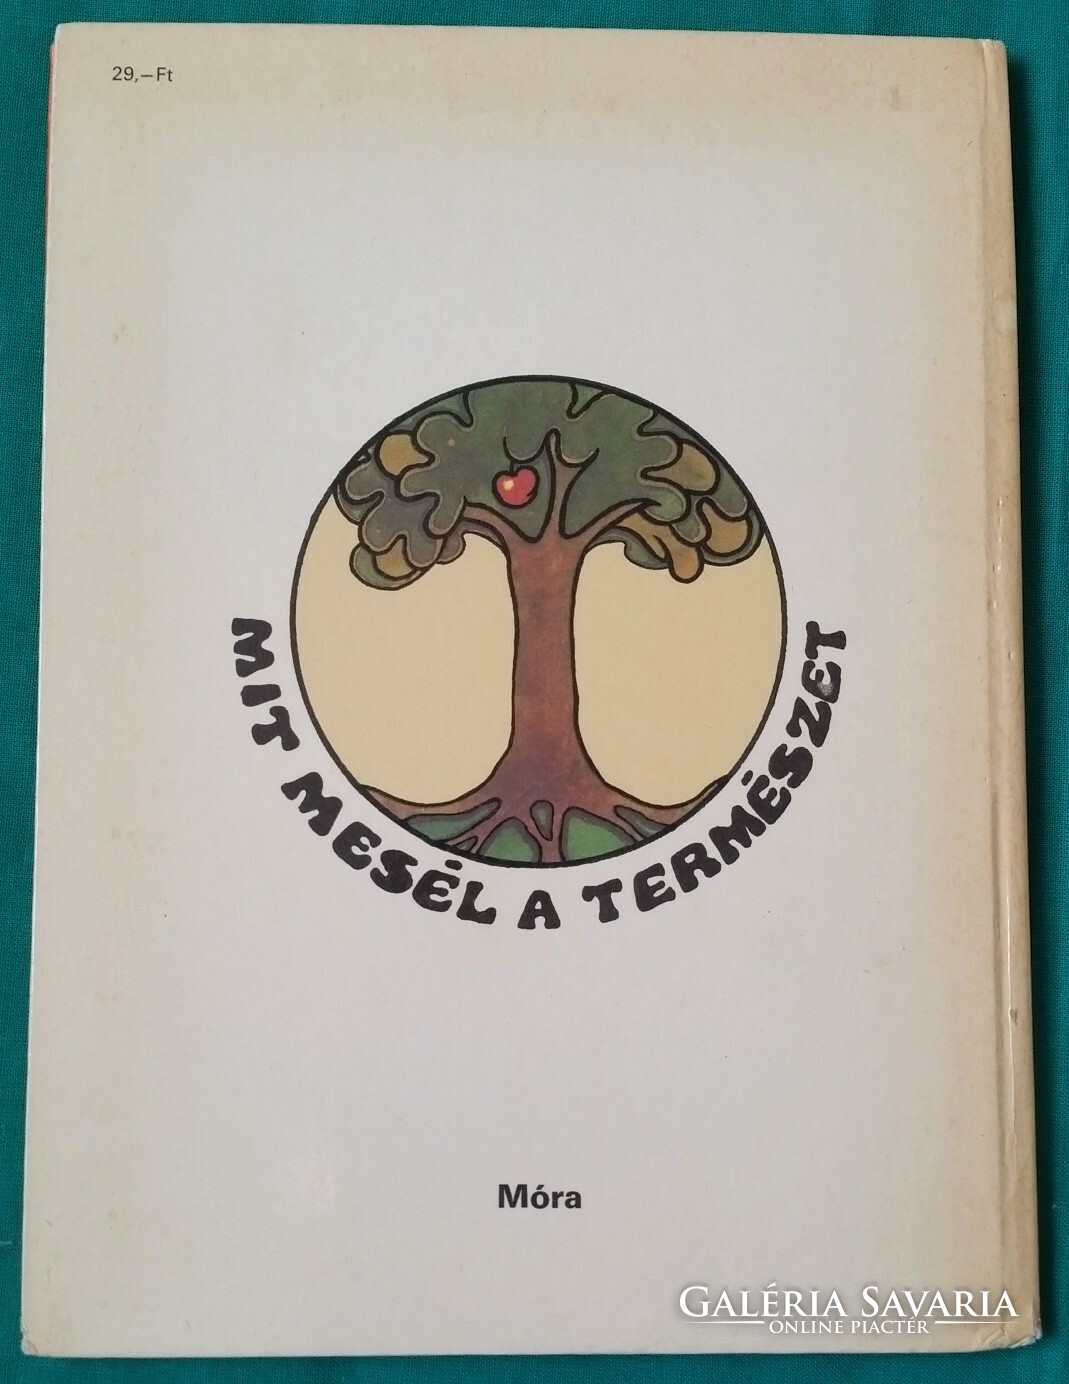 29,—Ft
MIT MESÉL A TERMÉSZET
Móra
GALÉRIA SAVARIA
ONLINE PIACTÉR